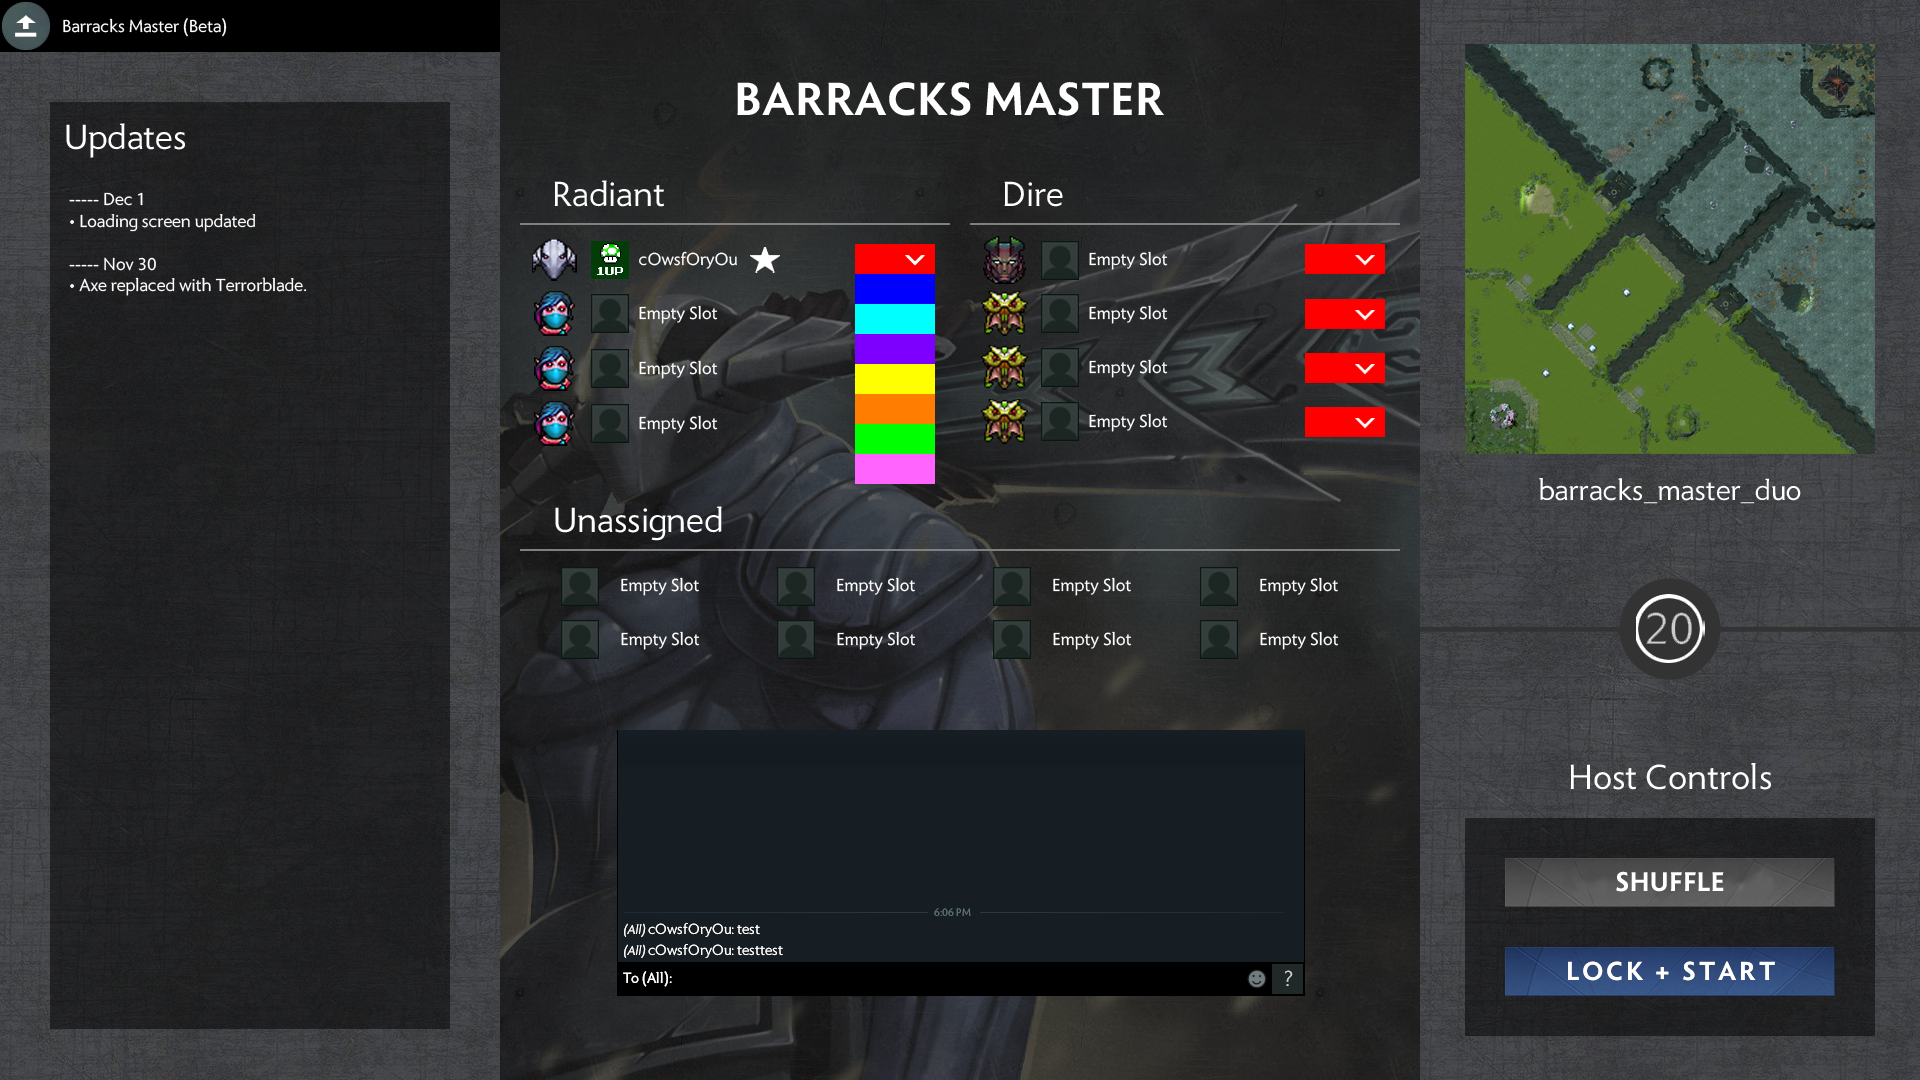 Barracks Master (Beta)
Updates
----- Dec 1
• Loading screen updated
----- Nov 30
• Axe replaced with Terrorblade.
BARRACKS MASTER
Radiant
1UP
cOwsfOryOu
Empty Slot
Empty Slot
Empty Slot
Dire
Empty Slot
Empty Slot
Empty Slot
Empty Slot
Unassigned
Empty Slot Empty Slot Empty Slot Empty Slot
Empty Slot Empty Slot Empty Slot Empty Slot
6:06 PM
(All) cOwsfOryOu: test
(All) cOwsfOryOu: testtest
To (All):
?
barracks_master_duo
20
Host Controls
SHUFFLE
LOCK + START